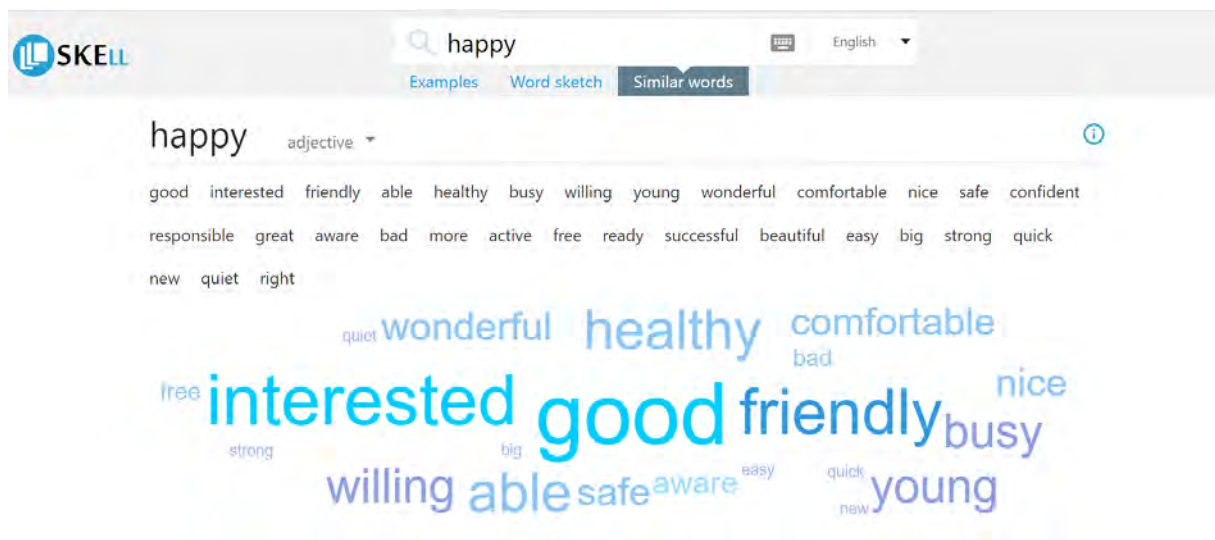 SKELL
happy
English
Examples Word sketch Similar words
happy adjective
good interested friendly able healthy busy willing young wonderful comfortable nice safe confident
responsible great aware bad more active free ready successful beautiful easy big strong quick
new quiet right
quiet wonderful healthy comfortable
bad
free interested good friendly nice
busy
strong big
willing able safe aware easy quick young
new